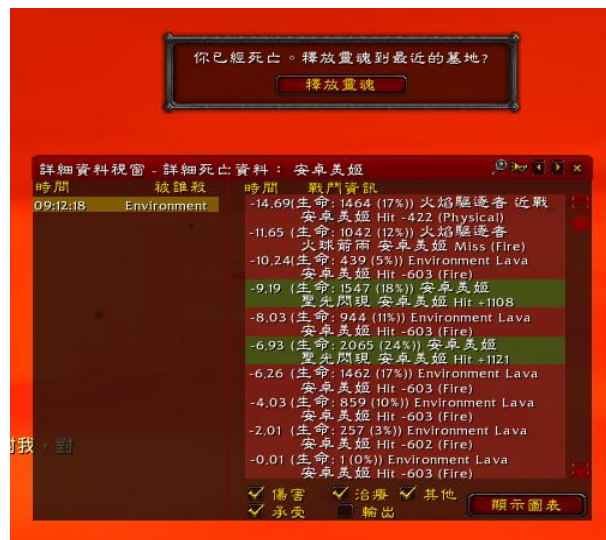 你已經死亡。釋放靈魂到最近的墓地?
釋放靈魂
詳細資料視窗 - 詳細死亡資料： 安卓美姬
時間 被誰殺
09:12:18 Environment
時間 戰鬥資訊
-14,69(生命: 1464 (17%)) 火焰驅逐者 近戰
安卓美姬 Hit -422 (Physical)
-11,65 (生命: 1042 (12%)) 火焰驅逐者
火球箭雨 安卓美姬 Miss (Fire)
-10,24(生命: 439 (5%)) Environment Lava
安卓美姬 Hit -603 (Fire)
-9,19 (生命: 1547 (18%)) 安卓美姬
聖光閃現 安卓美姬 Hit +1108
-8,03 (生命: 944 (11%)) Environment Lava
安卓美姬 Hit -603 (Fire)
-6,93 (生命: 2065 (24%)) 安卓美姬
聖光閃現 安卓美姬 Hit +1121
-6,26 (生命: 1462 (17%)) Environment Lava
安卓美姬 Hit -603 (Fire)
-4,03 (生命: 859 (10%)) Environment Lava
安卓美姬 Hit -603 (Fire)
-2,01 (生命: 257 (3%)) Environment Lava
安卓美姬 Hit -602 (Fire)
-0,01 (生命: 1 (0%)) Environment Lava
安卓美姬 Hit -603 (Fire)
討我，對
傷害 治療 其他
承受 輸出
顯示圖表